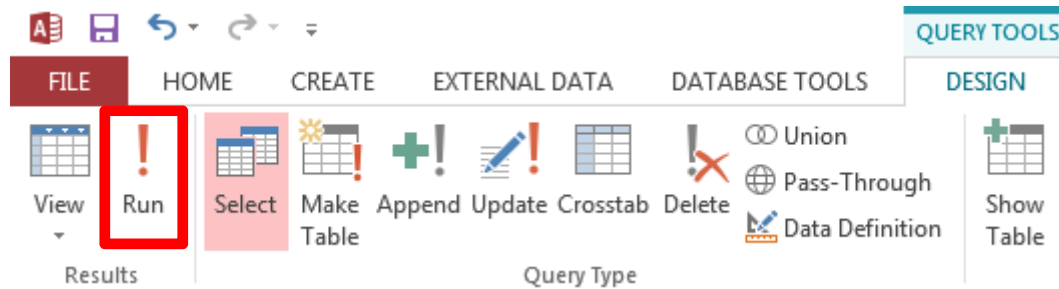 QUERY TOOLS
FILE HOME CREATE EXTERNAL DATA DATABASE TOOLS DESIGN
View
Run
Select
Make
Table
Append
Update
Crosstab
Delete
Union
Pass-Through
Data Definition
Show
Table
Results
Query Type